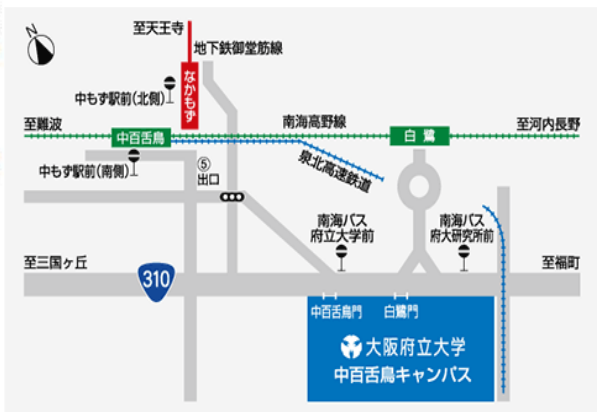 至天王寺
地下鉄御堂筋線
なかもず
中もず駅前(北側)
至難波
中百舌鳥
南海高野線
白鷺
至河内長野
中もず駅前(南側)
⑤
出口
泉北高速鉄道
南海バス
府立大学前
南海バス
府大研究所前
至三国ヶ丘
310
至福町
中百舌鳥門
白鷺門
大阪府立大学
中百舌鳥キャンパス
N